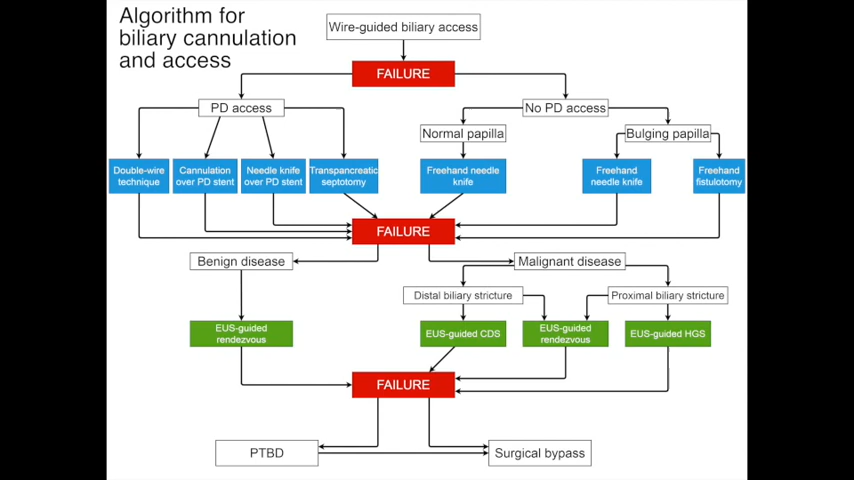 Algorithm for
biliary cannulation
and access
Wire-guided biliary access
FAILURE
PD access
No PD access
Normal papilla
Bulging papilla
Double-wire
technique
Cannulation
over PD stent
Needle knife
over PD stent
Transpancreatic
septotomy
Freehand needle
knife
Freehand
needle knife
Freehand
fistulotomy
FAILURE
Benign disease
Malignant disease
Distal biliary stricture
Proximal biliary stricture
EUS-guided
rendezvous
EUS-guided CDS
EUS-guided
rendezvous
EUS-guided HGS
FAILURE
PTBD
Surgical bypass